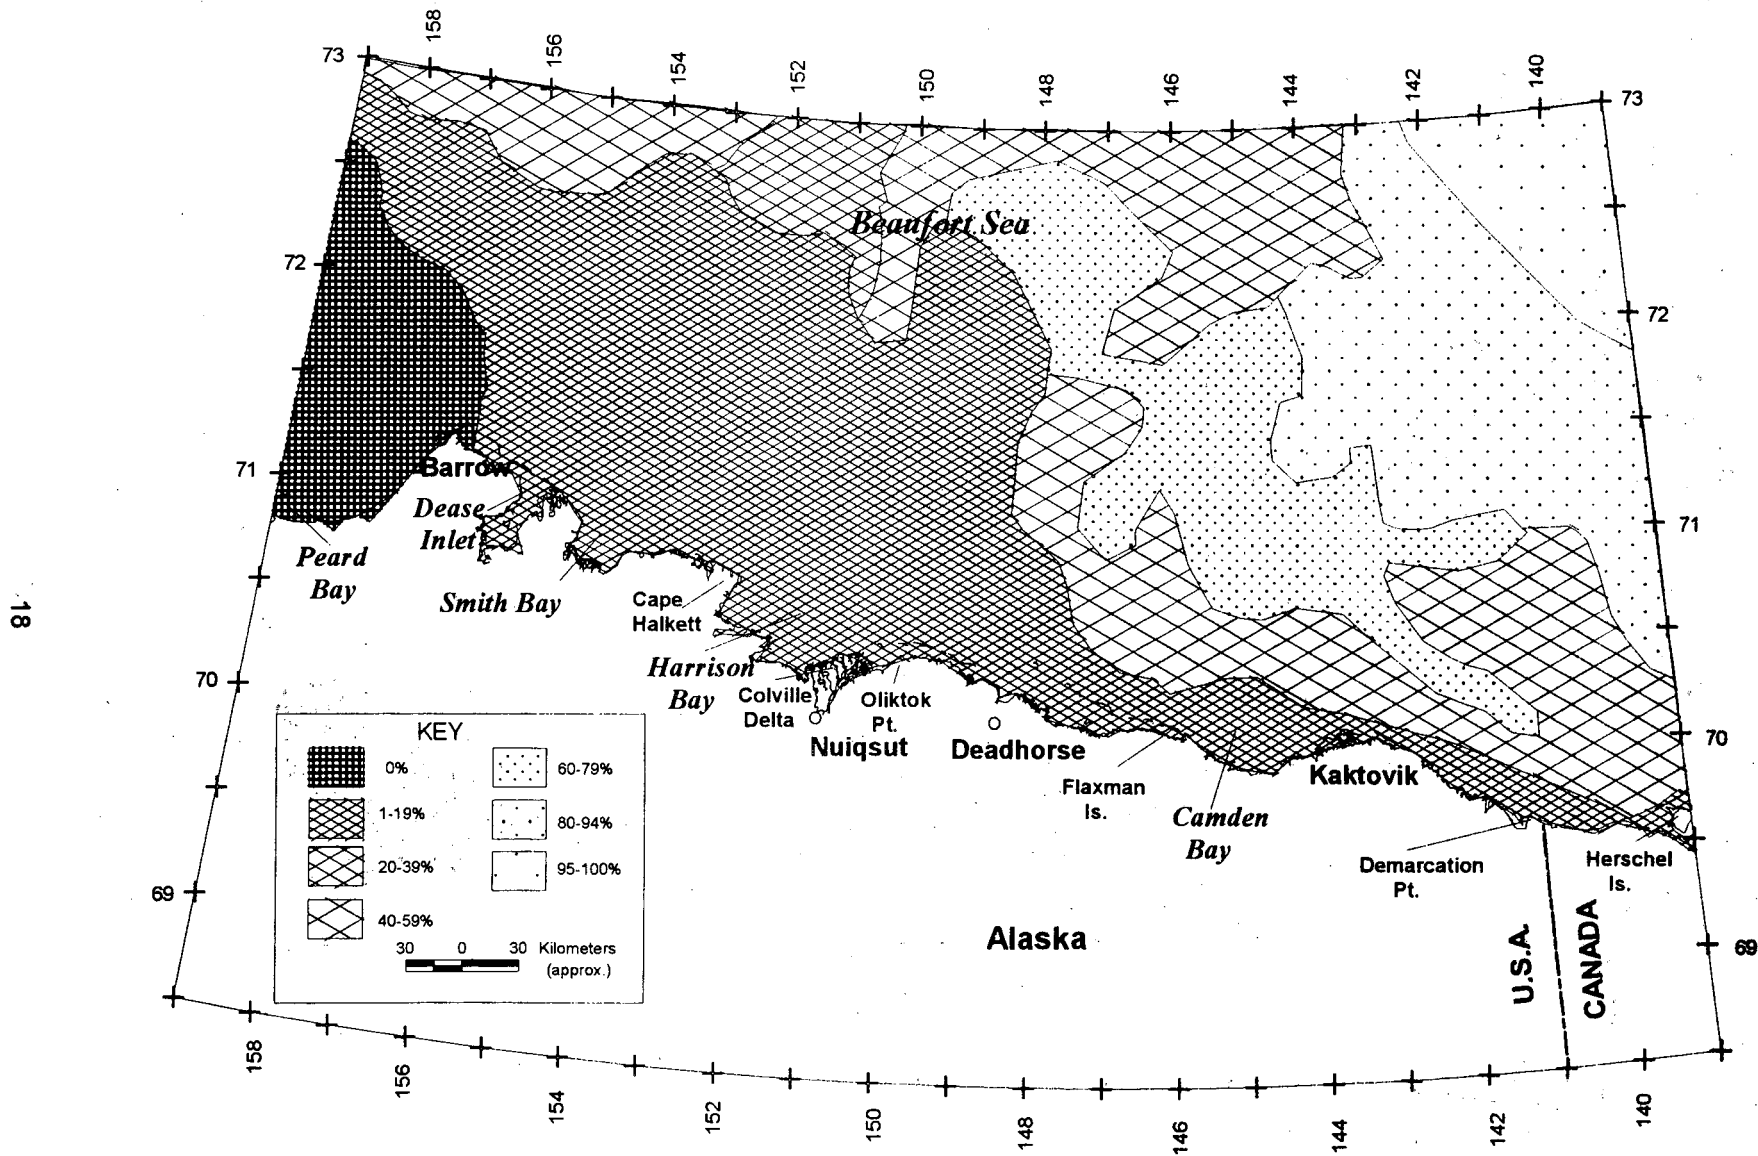 158
156
154
152
150
148
146
144
142
140
73
73
72
72
71
71
70
70
69
69
Beaufort Sea
Barrow
Dease
Inlet
Peard
Bay
Smith Bay
Cape
Halkett
Harrison
Bay
Colville
Delta
Oliktok
Pt.
Nuiqsut
Deadhorse
Flaxman
Is.
Kaktovik
Camden
Bay
Demarcation
Pt.
Herschel
Is.
Alaska
U.S.A.
CANADA
KEY
0%
1-19%
20-39%
40-59%
60-79%
80-94%
95-100%
30 0 30 Kilometers
(approx.)
158
156
154
152
150
148
146
144
142
140
18